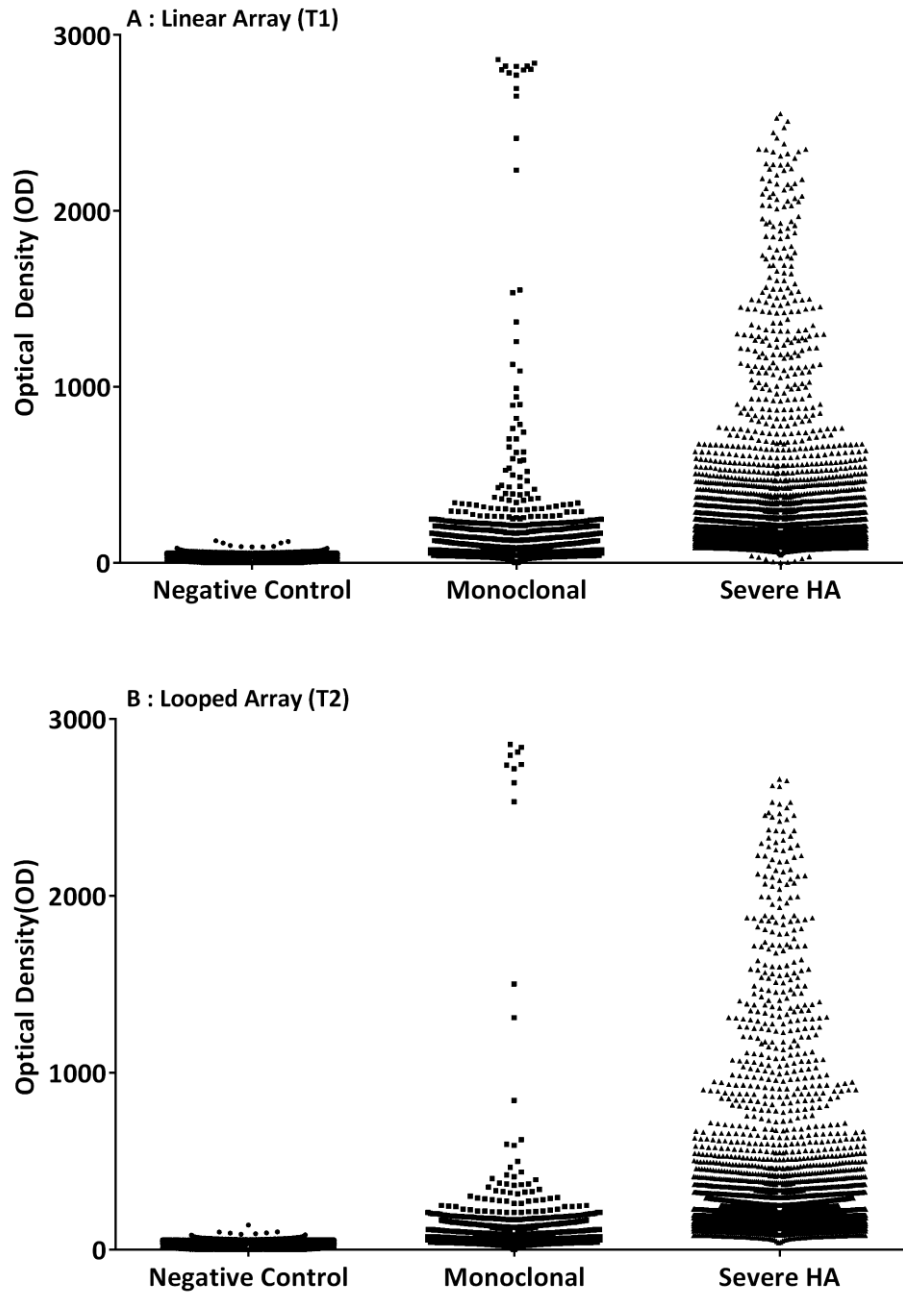 A : Linear Array (T1)
3000
2000
1000
0
Optical Density (OD)
Negative Control
Monoclonal
Severe HA
B : Looped Array (T2)
3000
2000
1000
0
Optical Density(OD)
Negative Control
Monoclonal
Severe HA